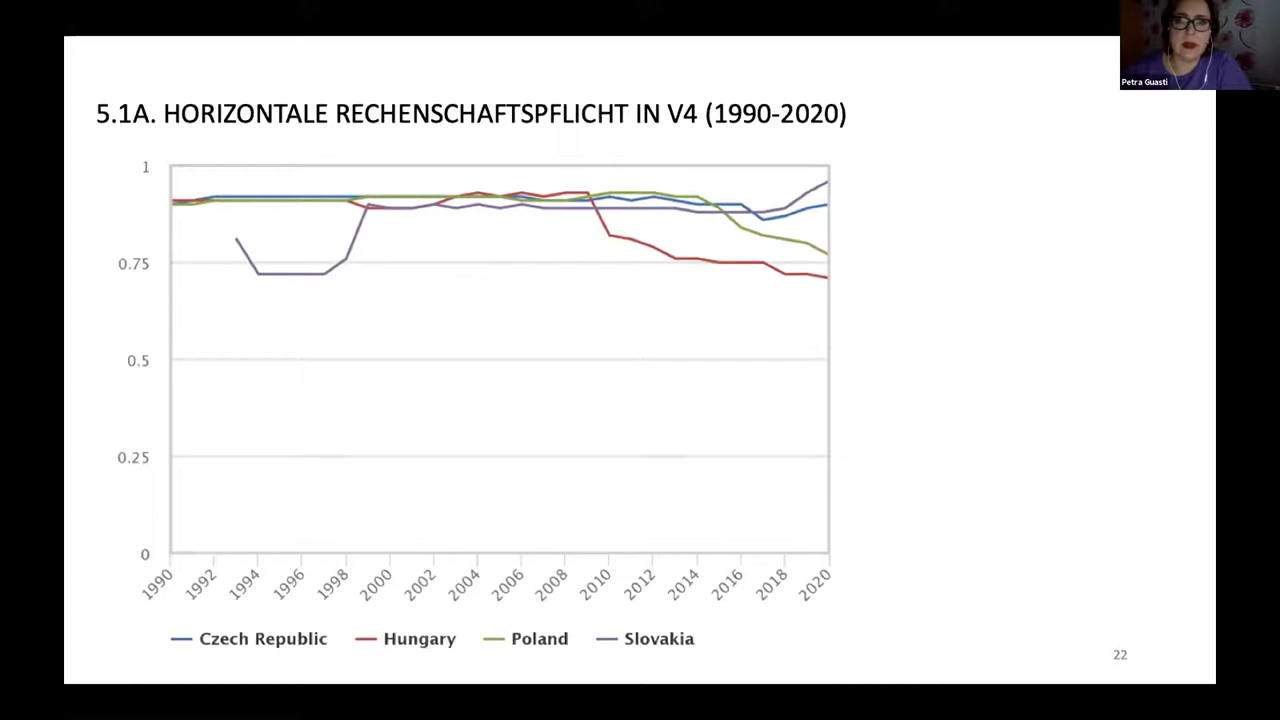 Petra Guasti
5.1A. HORIZONTALE RECHENSCHAFTSPFLICHT IN V4 (1990-2020)
1
0.75
0.5
0.25
0
1990 1992 1994 1996 1998 2000 2002 2004 2006 2008 2010 2012 2014 2016 2018 2020
Czech Republic Hungary Poland Slovakia
22